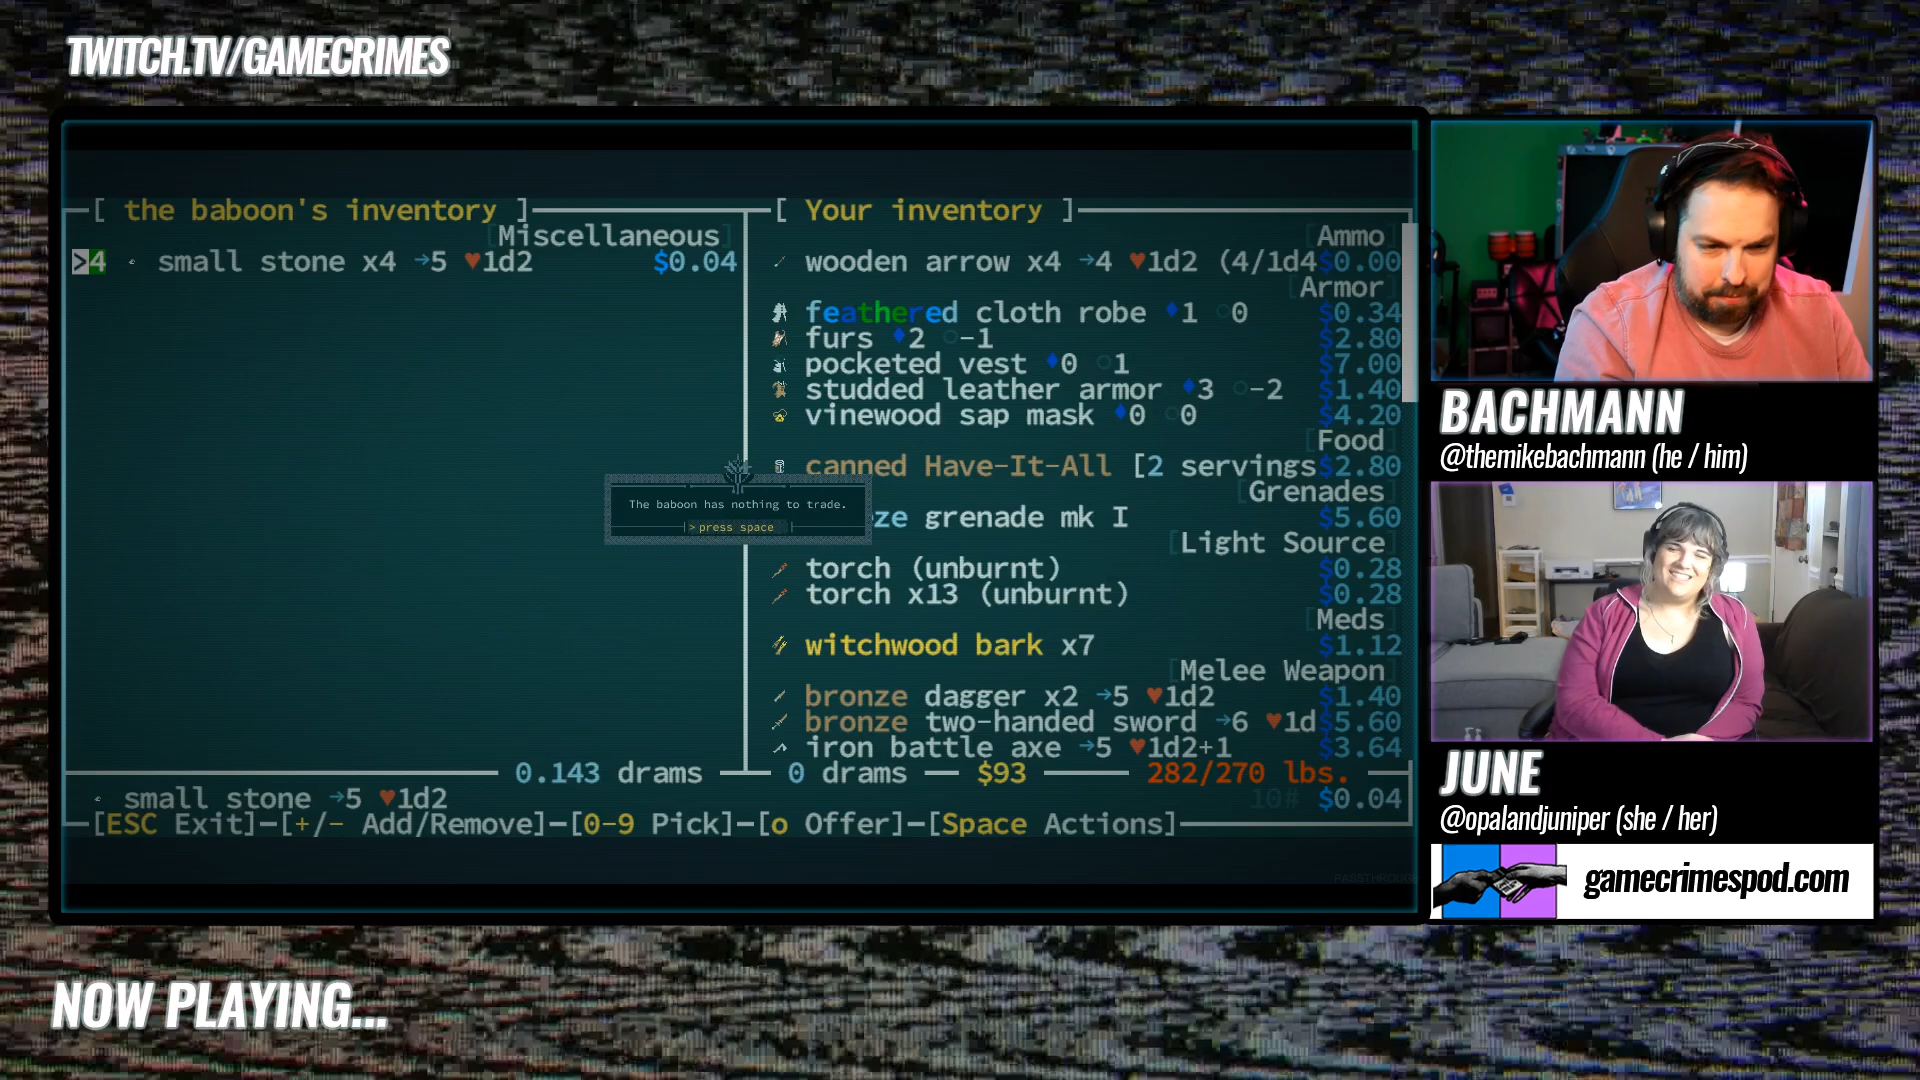 TWITCH.TV/GAMECRIMES
[ the baboon's inventory ]
[Miscellaneous]
>4 small stone x4 →5 ♥1d2 $0.04
[ Your inventory ]
[Ammo]
wooden arrow x4 →4 ♥1d2 (4/1d4 $0.00
[Armor]
feathered cloth robe ♦1 ○0 $0.34
furs ♦2 ○-1 $2.80
pocketed vest ♦0 ○1 $7.00
studded leather armor ♦3 ○-2 $1.40
vinewood sap mask ♦0 ○0 $4.20
[Food]
canned Have-It-All [2 servings $2.80
[Grenades]
ze grenade mk I $5.60
[Light Source]
torch (unburnt) $0.28
torch x13 (unburnt) $0.28
[Meds]
witchwood bark x7 $1.12
[Melee Weapon]
bronze dagger x2 →5 ♥1d2 $1.40
bronze two-handed sword →6 ♥1d $5.60
iron battle axe →5 ♥1d2+1 $3.64
The baboon has nothing to trade.
> press space
0.143 drams
0 drams — $93 — 282/270 lbs.
small stone →5 ♥1d2
10# $0.04
[ESC Exit]-[+/- Add/Remove]-[0-9 Pick]-[o Offer]-[Space Actions]
BACHMANN
@themikebachmann (he / him)
JUNE
@opalandjuniper (she / her)
gamecrimespod.com
NOW PLAYING...